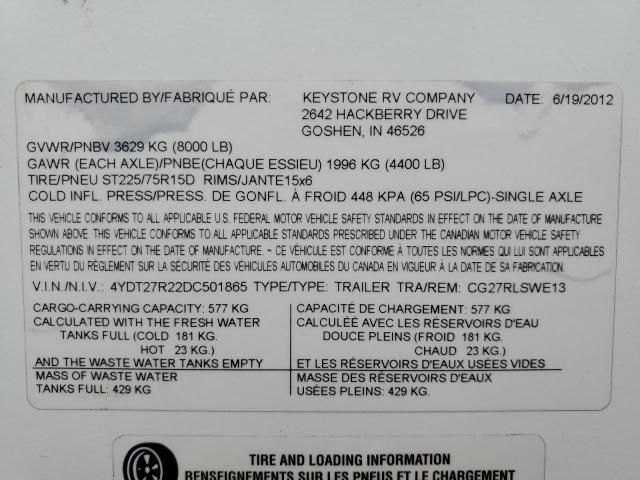 MANUFACTURED BY/FABRIQUÉ PAR: KEYSTONE RV COMPANY DATE: 6/19/2012
2642 HACKBERRY DRIVE
GOSHEN, IN 46526
GVWR/PNBV 3629 KG (8000 LB)
GAWR (EACH AXLE)/PNBE(CHAQUE ESSIEU) 1996 KG (4400 LB)
TIRE/PNEU ST225/75R15D RIMS/JANTE15x6
COLD INFL. PRESS/PRESS. DE GONFL. À FROID 448 KPA (65 PSI/LPC)-SINGLE AXLE
THIS VEHICLE CONFORMS TO ALL APPLICABLE U.S. FEDERAL MOTOR VEHICLE SAFETY STANDARDS IN EFFECT ON THE DATE OF MANUFACTURE
SHOWN ABOVE. THIS VEHICLE CONFORMS TO ALL APPLICABLE STANDARDS PRESCRIBED UNDER THE CANADIAN MOTOR VEHICLE SAFETY
REGULATIONS IN EFFECT ON THE DATE OF MANUFACTURE. ~ CE VÉHICULE EST CONFORME À TOUTES LES NORMES QUI LUI SONT APPLICABLES
EN VERTU DU RÈGLEMENT SUR LA SÉCURITÉ DES VÉHICULES AUTOMOBILES DU CANADA EN VIGUEUR À LA DATE DE SA FABRICATION.
V.I.N./N.I.V.: 4YDT27R22DC501865 TYPE/TYPE: TRAILER TRA/REM: CG27RLSWE13
CARGO-CARRYING CAPACITY: 577 KG
CALCULATED WITH THE FRESH WATER
TANKS FULL (COLD 181 KG.
HOT 23 KG.)
AND THE WASTE WATER TANKS EMPTY
MASS OF WASTE WATER
TANKS FULL: 429 KG
CAPACITÉ DE CHARGEMENT: 577 KG
CALCULÉE AVEC LES RÉSERVOIRS D'EAU
DOUCE PLEINS (FROID 181 KG.
CHAUD 23 KG.)
ET LES RÉSERVOIRS D'EAUX USÉES VIDES
MASSE DES RÉSERVOIRS D'EAUX
USÉES PLEINS: 429 KG.
TIRE AND LOADING INFORMATION
RENSEIGNEMENTS SUR LES PNEUS ET LE CHARGEMENT